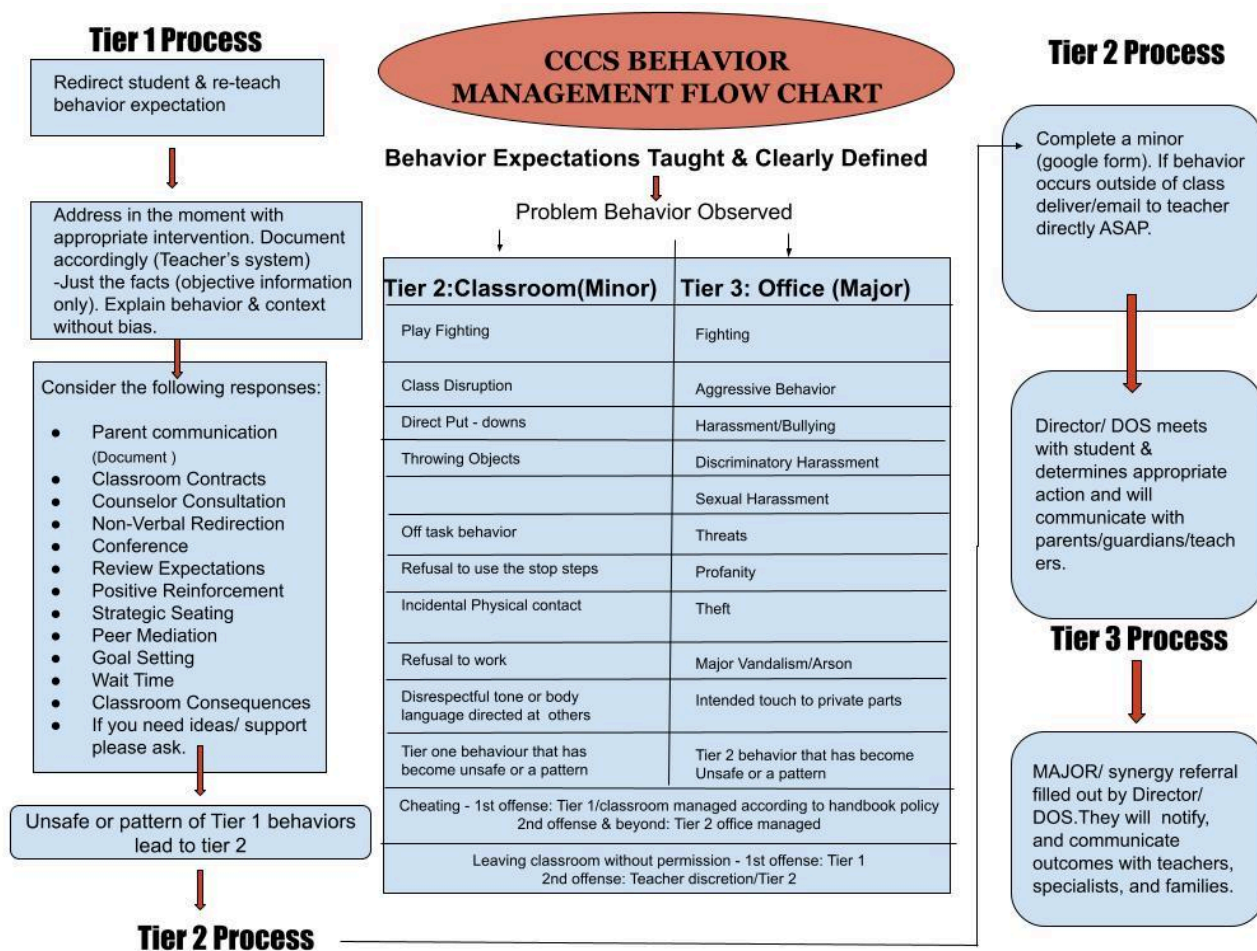 CCCS BEHAVIOR
MANAGEMENT FLOW CHART
Tier 1 Process
Redirect student & re-teach
behavior expectation
Address in the moment with
appropriate intervention. Document
accordingly (Teacher's system)
-Just the facts (objective information
only). Explain behavior & context
without bias.
Consider the following responses:
● Parent communication
(Document )
● Classroom Contracts
● Counselor Consultation
● Non-Verbal Redirection
● Conference
● Review Expectations
● Positive Reinforcement
● Strategic Seating
● Peer Mediation
● Goal Setting
● Wait Time
● Classroom Consequences
● If you need ideas/ support
please ask.
Unsafe or pattern of Tier 1 behaviors
lead to tier 2
Tier 2 Process
Behavior Expectations Taught & Clearly Defined
Problem Behavior Observed
Tier 2:Classroom(Minor) Tier 3: Office (Major)
Play Fighting Fighting
Class Disruption Aggressive Behavior
Direct Put - downs Harassment/Bullying
Throwing Objects Discriminatory Harassment
Sexual Harassment
Off task behavior Threats
Refusal to use the stop steps Profanity
Incidental Physical contact Theft
Refusal to work Major Vandalism/Arson
Disrespectful tone or body Intended touch to private parts
language directed at others
Tier one behaviour that has Tier 2 behavior that has become
become unsafe or a pattern Unsafe or a pattern
Cheating - 1st offense: Tier 1/classroom managed according to handbook policy
2nd offense & beyond: Tier 2 office managed
Leaving classroom without permission - 1st offense: Tier 1
2nd offense: Teacher discretion/Tier 2
Tier 2 Process
Complete a minor
(google form). If behavior
occurs outside of class
deliver/email to teacher
directly ASAP.
Director/ DOS meets
with student &
determines appropriate
action and will
communicate with
parents/guardians/teach
ers.
Tier 3 Process
MAJOR/ synergy referral
filled out by Director/
DOS.They will notify,
and communicate
outcomes with teachers,
specialists, and families.